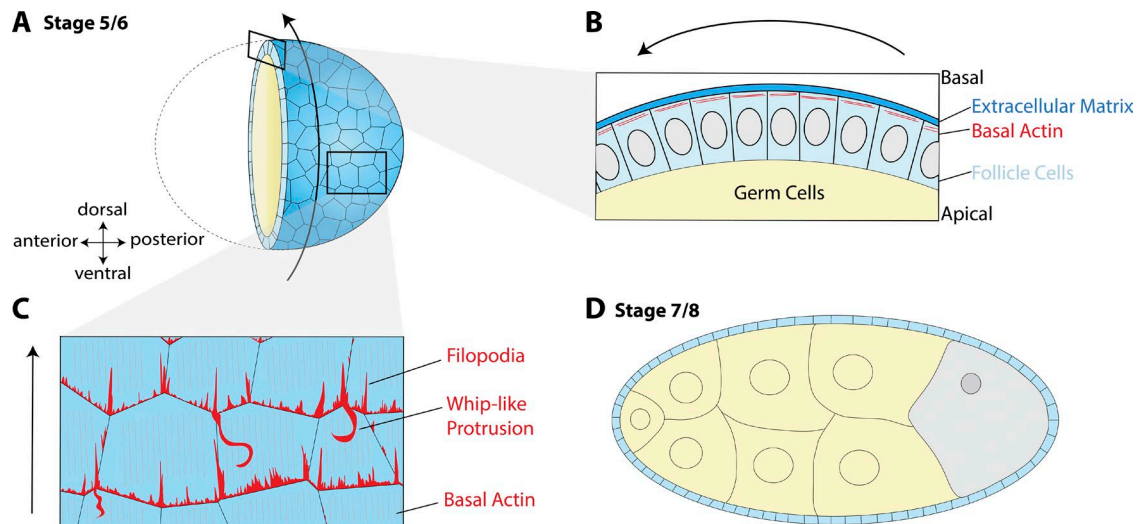 A Stage 5/6
dorsal
anterior posterior
ventral
B
Basal
Extracellular Matrix
Basal Actin
Follicle Cells
Germ Cells
Apical
C
Filopodia
Whip-like
Protrusion
Basal Actin
D Stage 7/8